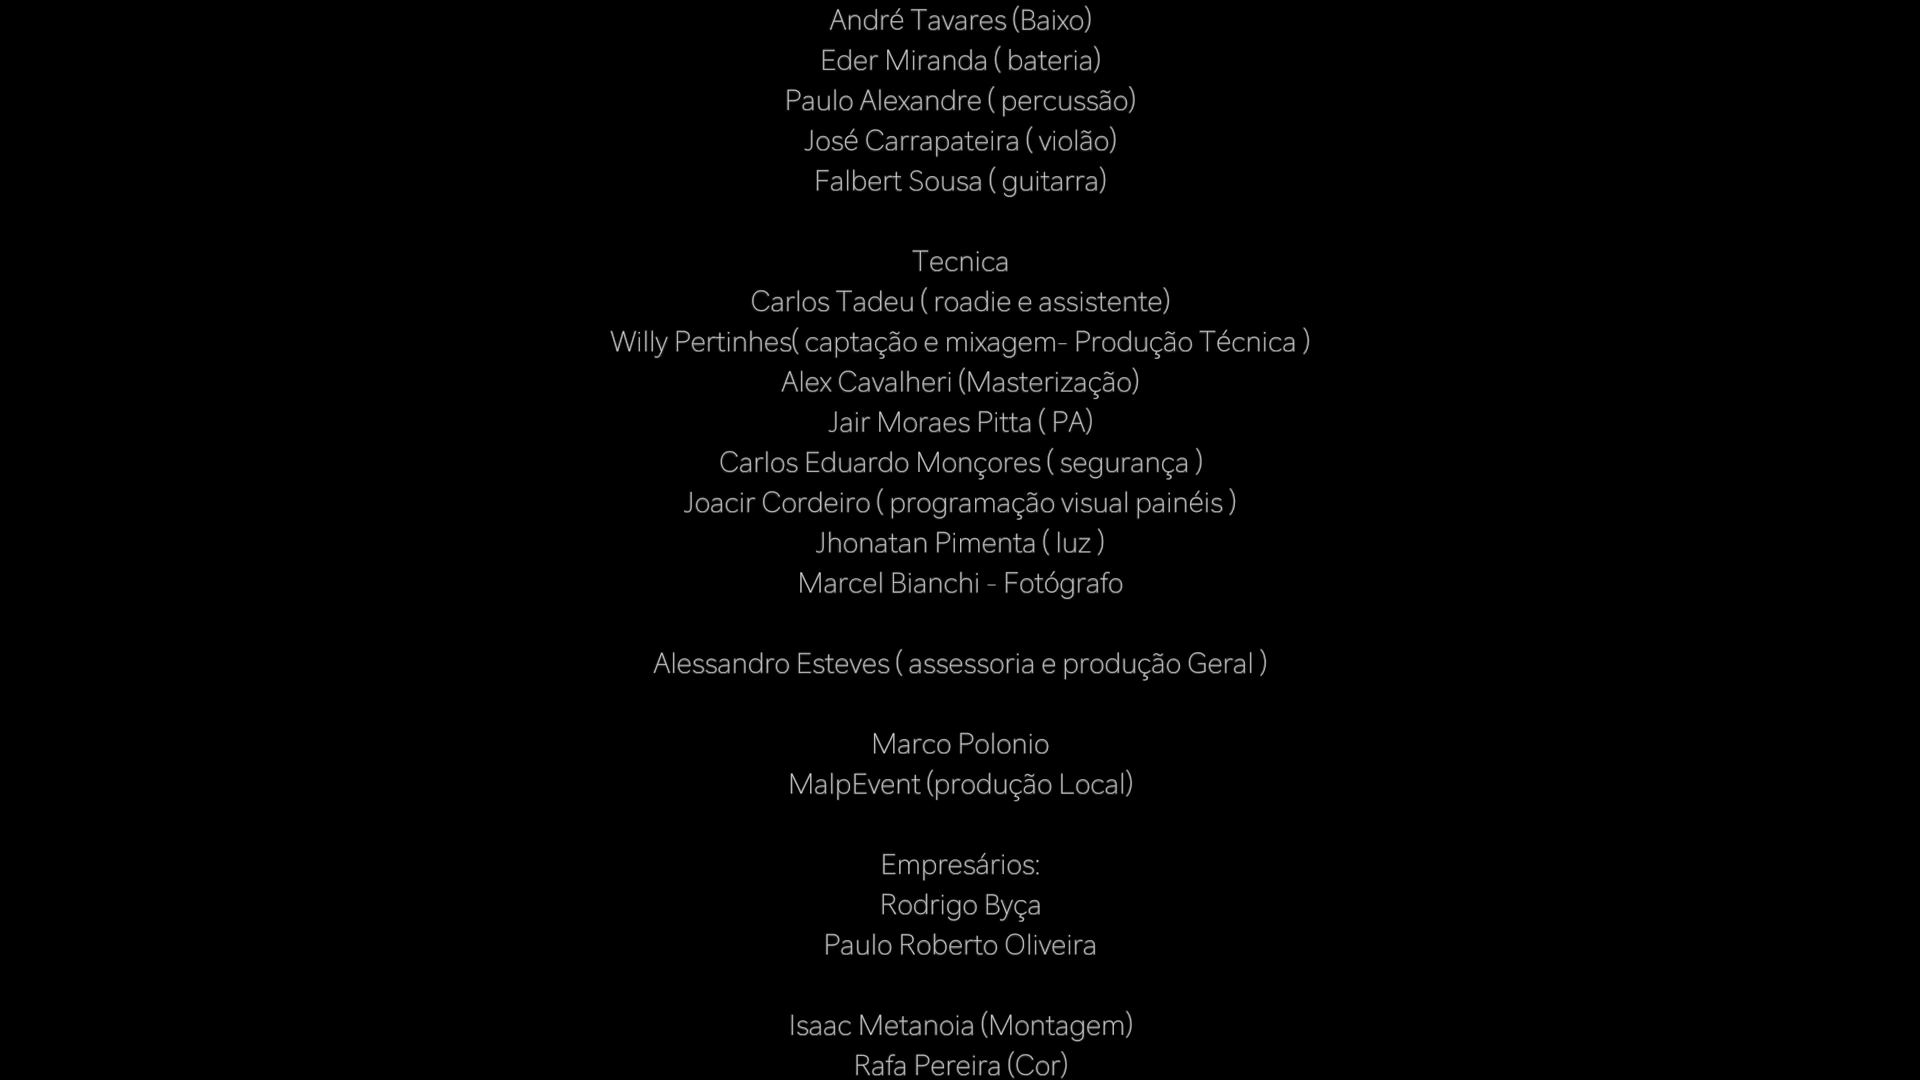 André Tavares (Baixo)
Eder Miranda ( bateria)
Paulo Alexandre ( percussão)
José Carrapateira ( violão)
Falbert Sousa ( guitarra)
Tecnica
Carlos Tadeu ( roadie e assistente)
Willy Pertinhes( captação e mixagem- Produção Técnica )
Alex Cavalheri (Masterização)
Jair Moraes Pitta ( PA)
Carlos Eduardo Monçores ( segurança )
Joacir Cordeiro ( programação visual painéis )
Jhonatan Pimenta ( luz )
Marcel Bianchi - Fotógrafo
Alessandro Esteves ( assessoria e produção Geral )
Marco Polonio
MalpEvent (produção Local)
Empresários:
Rodrigo Byça
Paulo Roberto Oliveira
Isaac Metanoia (Montagem)
Rafa Pereira (Cor)